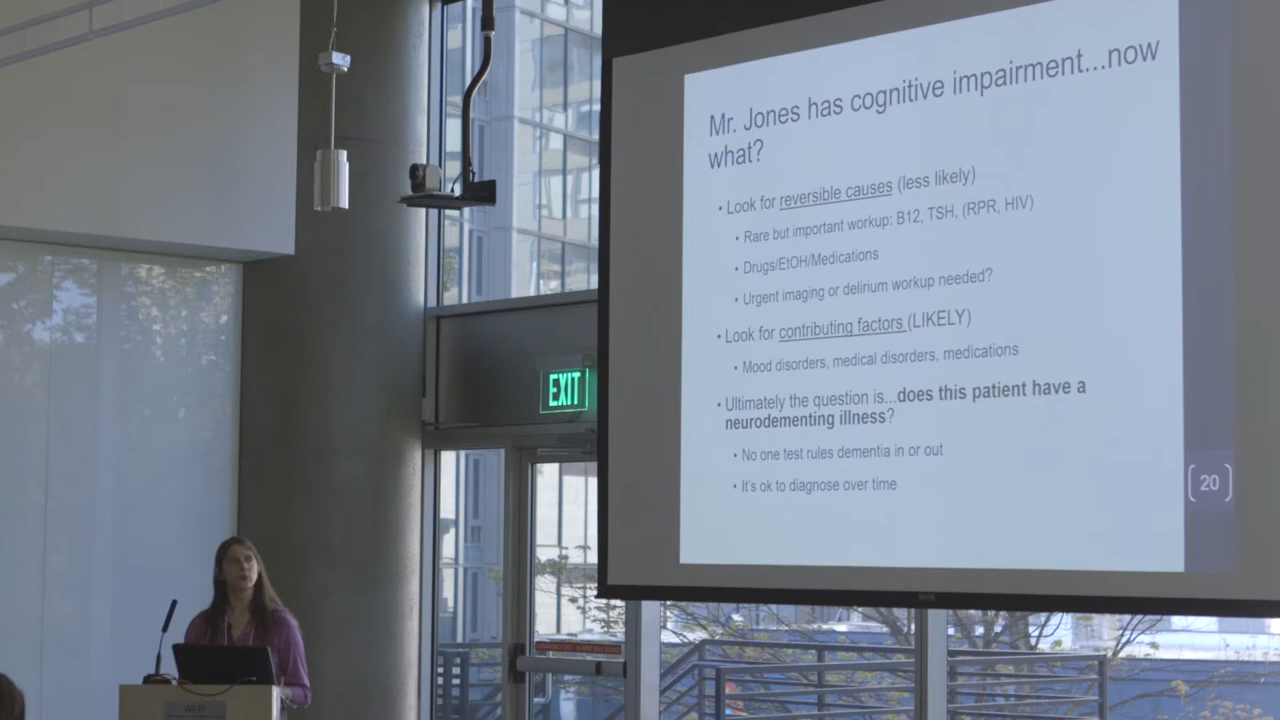 Mr. Jones has cognitive impairment...now
what?
• Look for reversible causes (less likely)
• Rare but important workup: B12, TSH, (RPR, HIV)
• Drugs/EtOH/Medications
• Urgent imaging or delirium workup needed?
• Look for contributing factors (LIKELY)
• Mood disorders, medical disorders, medications
• Ultimately the question is...does this patient have a
neurodementing illness?
• No one test rules dementia in or out
• It's ok to diagnose over time
20
EXIT